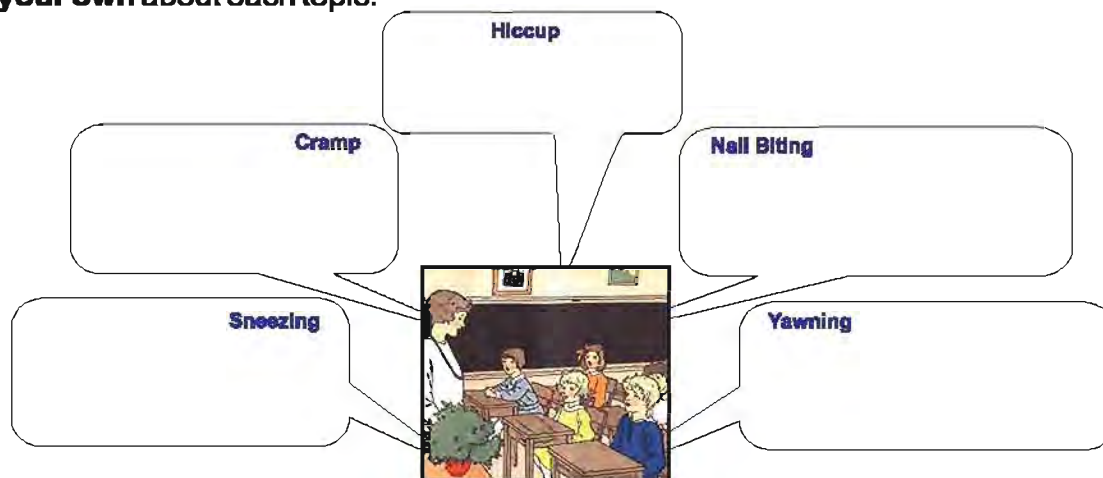 your own about each topic.
Hiccup
Cramp
Nail Biting
Sneezing
Yawning